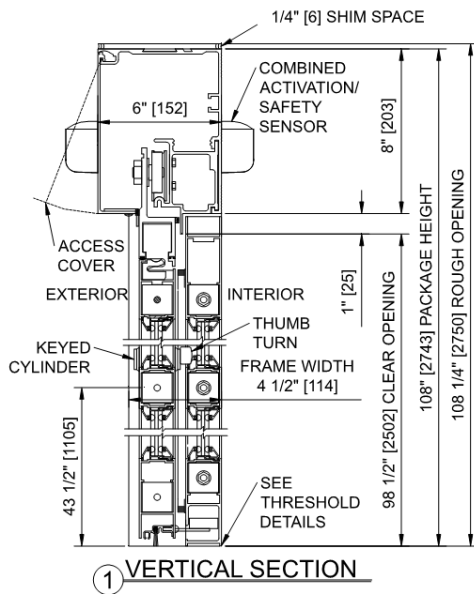 1/4" [6] SHIM SPACE
COMBINED
ACTIVATION/
SAFETY
SENSOR
6" [152]
8" [203]
ACCESS
COVER
1" [25]
EXTERIOR
INTERIOR
KEYED
CYLINDER
THUMB
TURN
FRAME WIDTH
4 1/2" [114]
43 1/2" [1105]
98 1/2" [2502] CLEAR OPENING
108" [2743] PACKAGE HEIGHT
108 1/4" [2750] ROUGH OPENING
SEE
THRESHOLD
DETAILS
1 VERTICAL SECTION